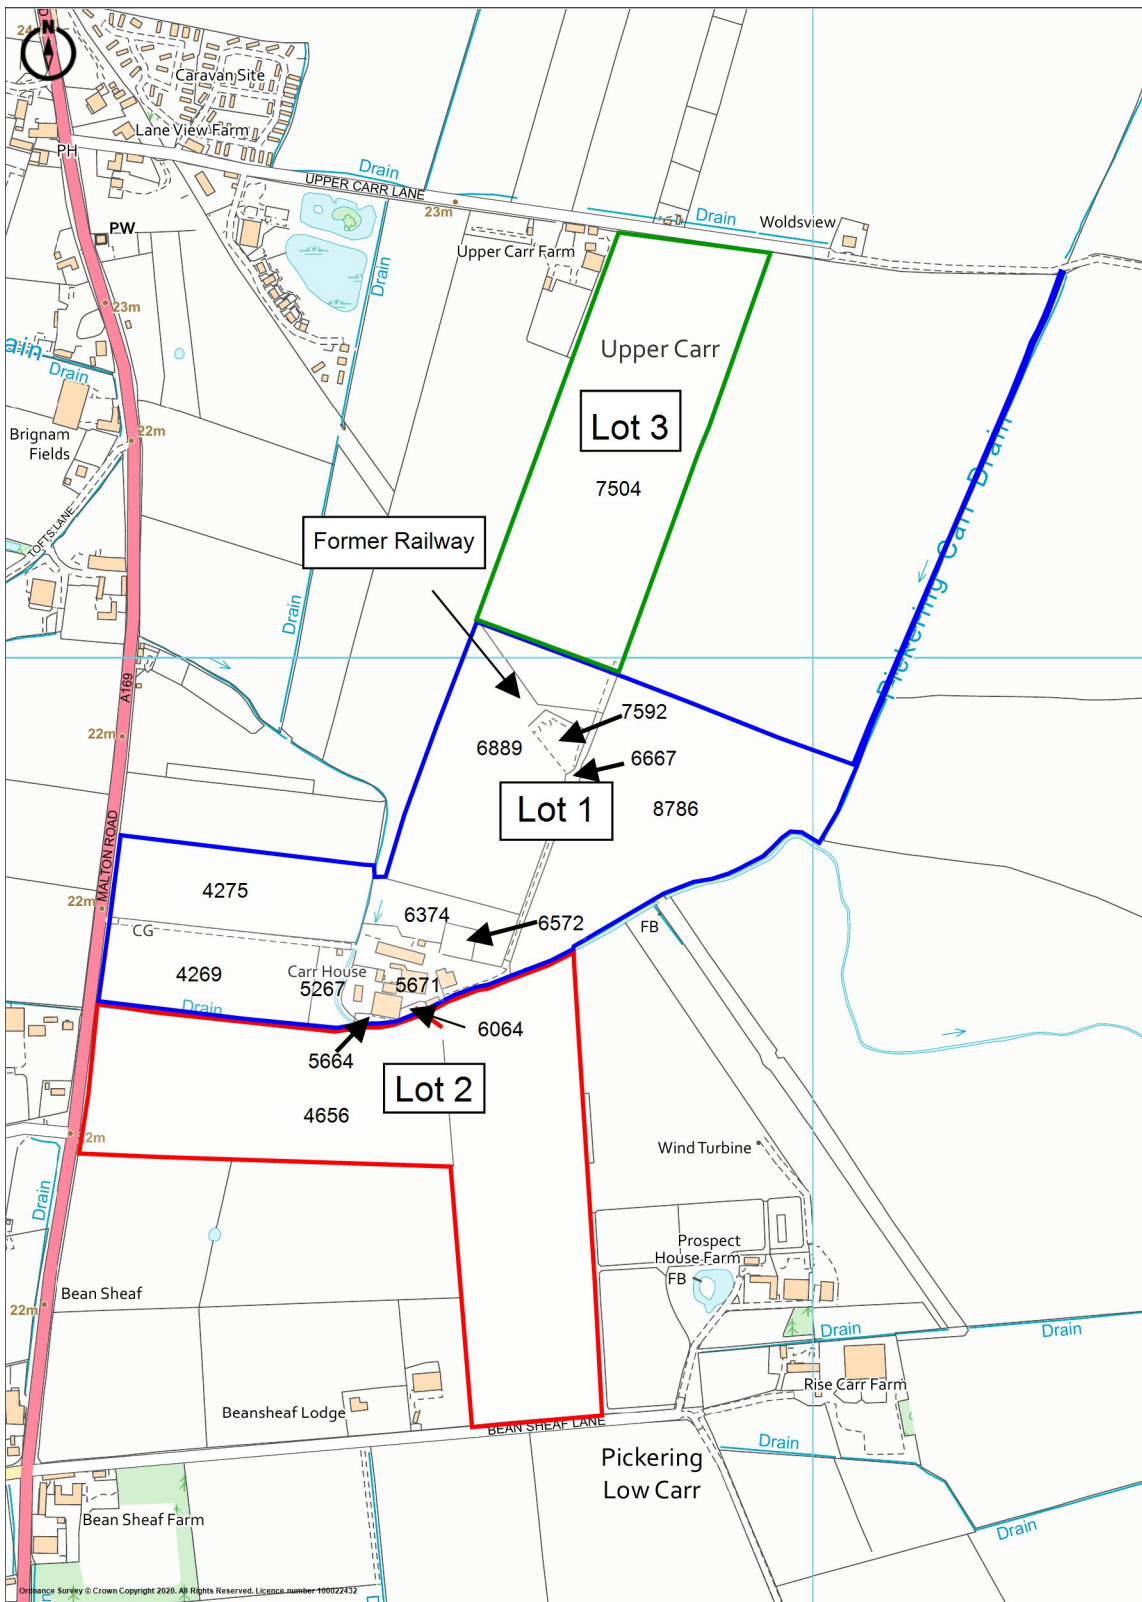 24
N
Caravan Site
Lane View Farm
PH
Drain
UPPER CARR LANE
23m
Drain
Woldsview
PW
Upper Carr Farm
Drain
23m
Upper Carr
ain
Drain
Lot 3
Brignam
Fields
22m
Pickering Carr Drain
7504
TOFTS LANE
Former Railway
Drain
A169
22m
7592
6889
6667
Lot 1
8786
MALTON ROAD
4275
22m
6374
6572
CG
FB
4269
Carr House
5267
5671
Drain
6064
5664
Lot 2
4656
22m
Wind Turbine
Drain
Prospect
House Farm
FB
Bean Sheaf
22m
Drain
Drain
Rise Carr Farm
Beansheaf Lodge
BEAN SHEAF LANE
Drain
Pickering
Low Carr
Bean Sheaf Farm
Drain
Ordnance Survey © Crown Copyright 2020. All Rights Reserved. Licence number 100022432